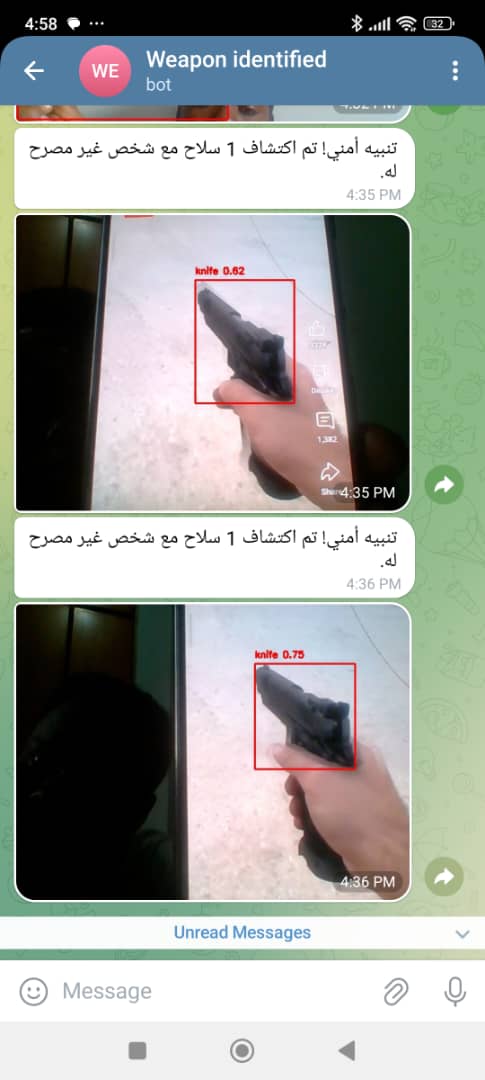 4:58
32
WE
Weapon identified
bot
تنبيه أمني! تم اكتشاف 1 سلاح مع شخص غير مصرح
له.
4:35 PM
knife 0.62
1,382
4:35 PM
تنبيه أمني! تم اكتشاف 1 سلاح مع شخص غير مصرح
له.
4:36 PM
knife 0.75
4:36 PM
Unread Messages
Message